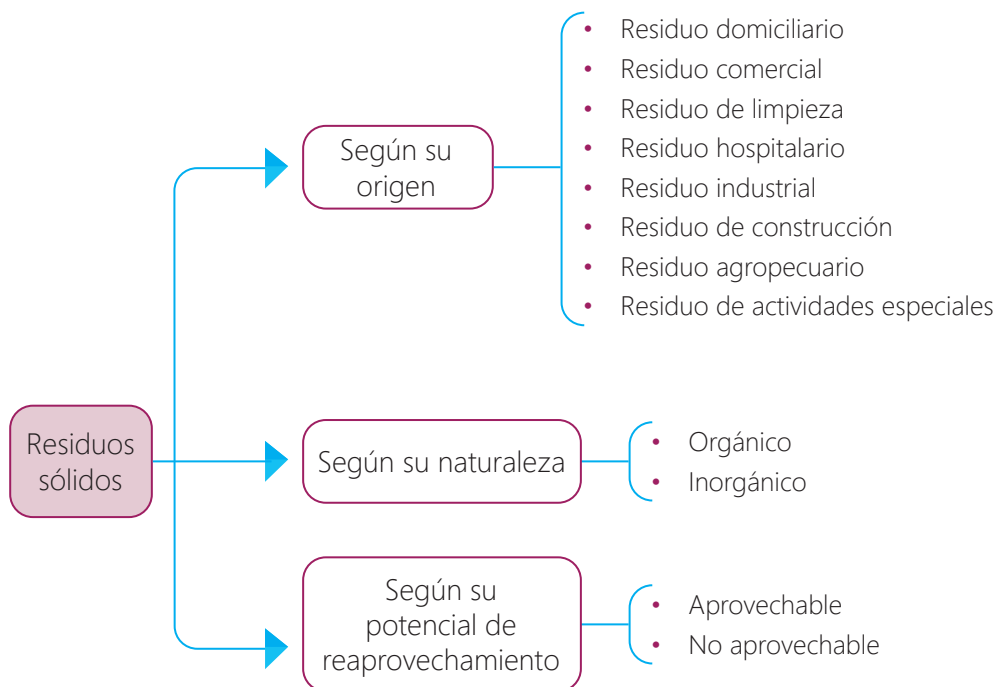 Residuos
sólidos
Según su
origen
• Residuo domiciliario
• Residuo comercial
• Residuo de limpieza
• Residuo hospitalario
• Residuo industrial
• Residuo de construcción
• Residuo agropecuario
• Residuo de actividades especiales
Según su naturaleza
• Orgánico
• Inorgánico
Según su
potencial de
reaprovechamiento
• Aprovechable
• No aprovechable